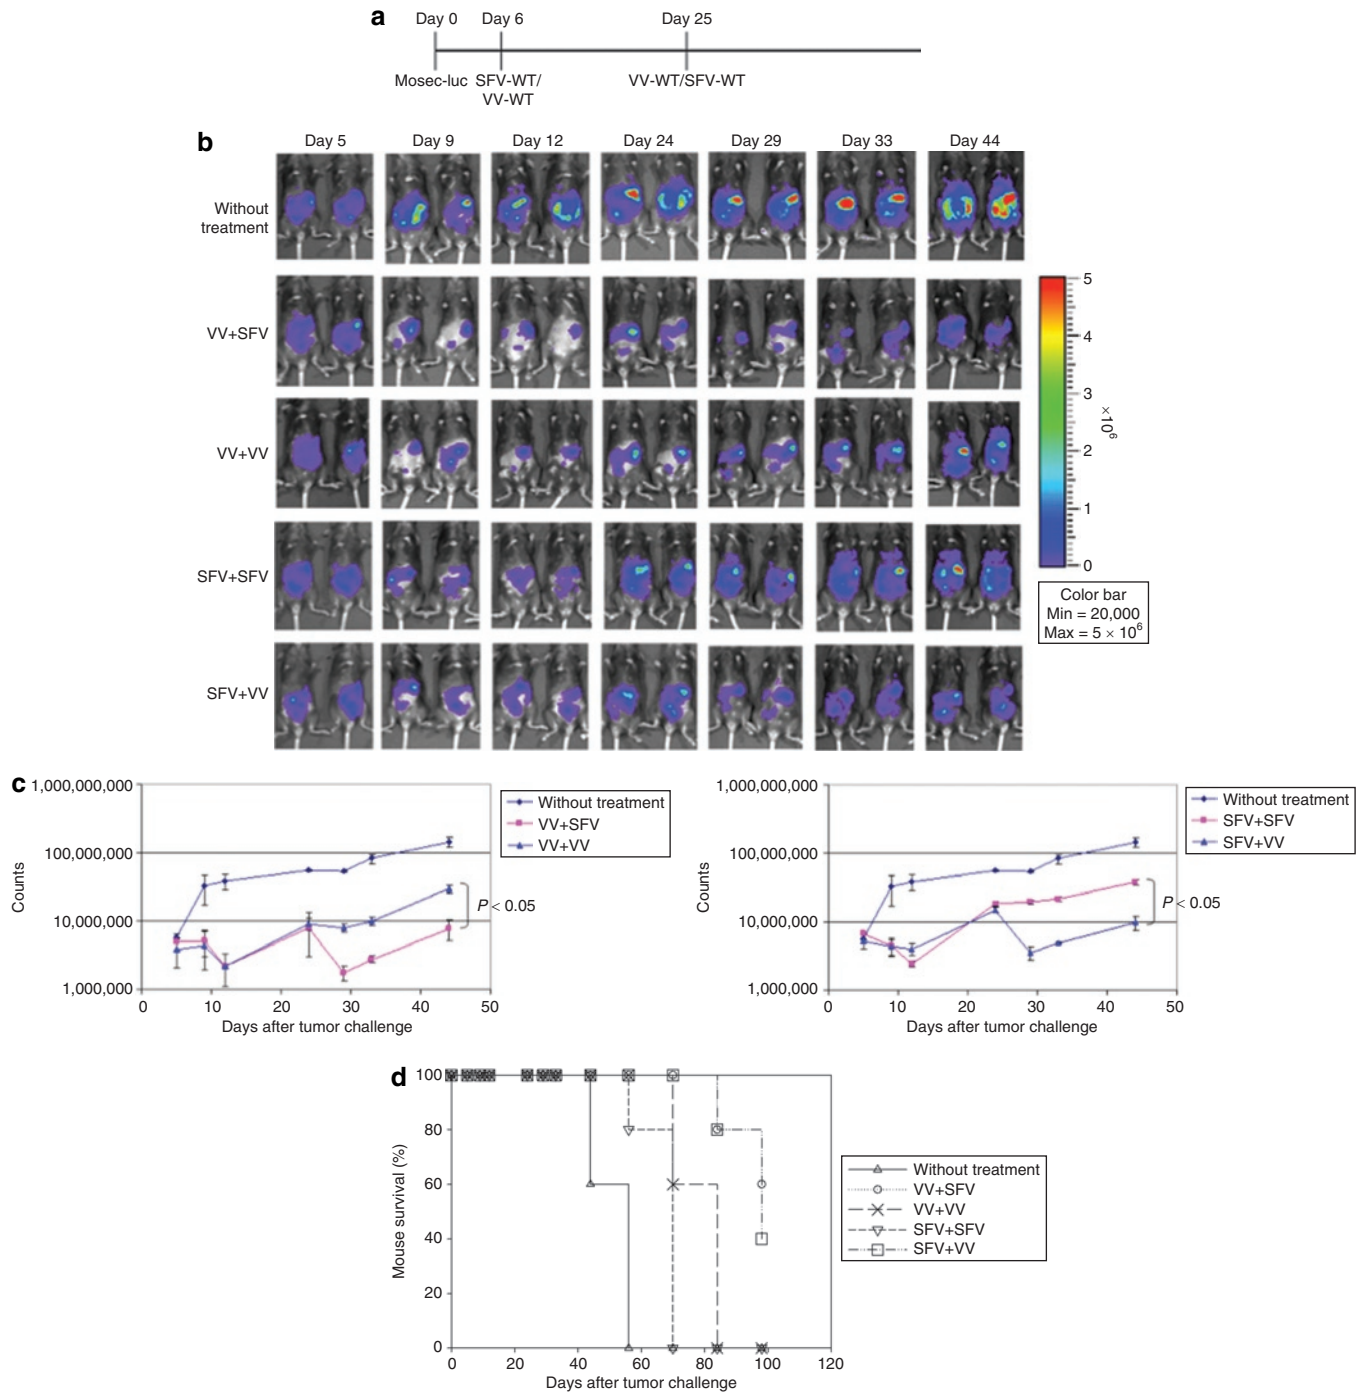 a
Day 0 Day 6 Day 25
Mosec-luc SFV-WT/ VV-WT VV-WT/SFV-WT
b
Day 5 Day 9 Day 12 Day 24 Day 29 Day 33 Day 44
Without treatment
VV+SFV
VV+VV
SFV+SFV
SFV+VV
5
4
3
2
1
0
×10⁶
Color bar
Min = 20,000
Max = 5 × 10⁶
c
1,000,000,000
100,000,000
10,000,000
1,000,000
Counts
0 10 20 30 40 50
Days after tumor challenge
Without treatment
VV+SFV
VV+VV
P < 0.05
1,000,000,000
100,000,000
10,000,000
1,000,000
Counts
0 10 20 30 40 50
Days after tumor challenge
Without treatment
SFV+SFV
SFV+VV
P < 0.05
d
100
80
60
40
20
0
Mouse survival (%)
0 20 40 60 80 100 120
Days after tumor challenge
Without treatment
VV+SFV
VV+VV
SFV+SFV
SFV+VV